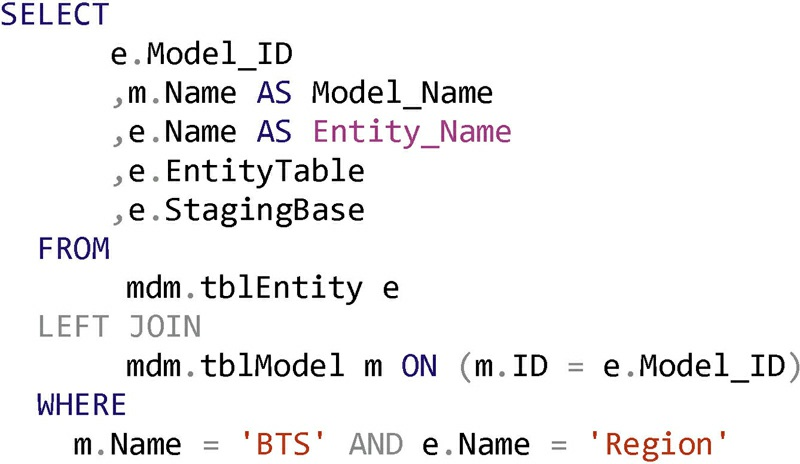 SELECT
e.Model_ID
,m.Name AS Model_Name
,e.Name AS Entity_Name
,e.EntityTable
,e.StagingBase
FROM
mdm.tblEntity e
LEFT JOIN
mdm.tblModel m ON (m.ID = e.Model_ID)
WHERE
m.Name = 'BTS' AND e.Name = 'Region'